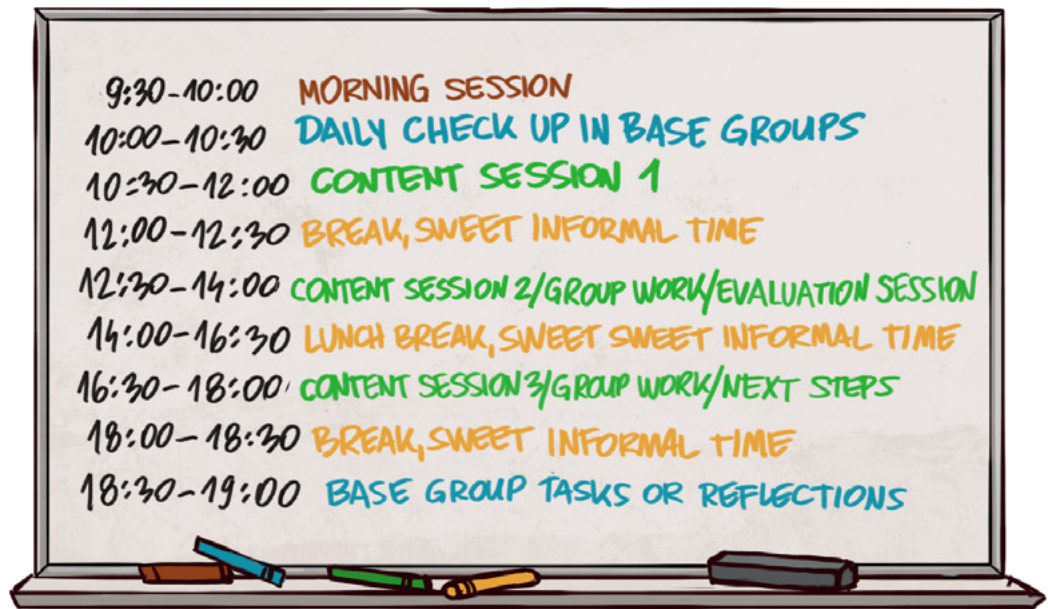 9:30-10:00 MORNING SESSION
10:00-10:30 DAILY CHECK UP IN BASE GROUPS
10:30-12:00 CONTENT SESSION 1
12:00-12:30 BREAK, SWEET INFORMAL TIME
12:30-14:00 CONTENT SESSION 2/GROUP WORK/EVALUATION SESSION
14:00-16:30 LUNCH BREAK, SWEET SWEET INFORMAL TIME
16:30-18:00 CONTENT SESSION 3/GROUP WORK/NEXT STEPS
18:00-18:30 BREAK, SWEET INFORMAL TIME
18:30-19:00 BASE GROUP TASKS OR REFLECTIONS